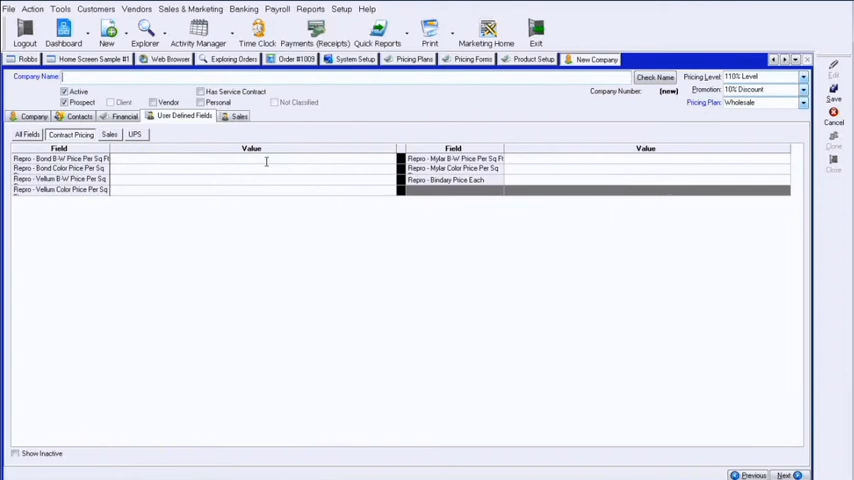 File Action Tools Customers Vendors Sales & Marketing Banking Payroll Reports Setup Help
Logout Dashboard New Explorer Activity Manager Time Clock Payments (Receipts) Quick Reports Print Marketing Home Exit
Robbi Home Screen Sample #1 Web Browser Exploring Orders Order #1009 System Setup Pricing Plans Pricing Forms Product Setup New Company
Company Name Check Name Pricing Level: 110% Level
Active Has Service Contract Company Number: (new) Promotion: 10% Discount
Prospect Client Vendor Personal Not Classified Pricing Plan: Wholesale
Company Contacts Financial User Defined Fields Sales
All Fields Contract Pricing Sales UPS
Field Value Field Value
Repro - Bond B-W Price Per Sq Ft Repro - Mylar B-W Price Per Sq Ft
Repro - Bond Color Price Per Sq Repro - Mylar Color Price Per Sq
Repro - Vellum B-W Price Per Sq Repro - Bindary Price Each
Repro - Vellum Color Price Per Sq
Show Inactive
Previous Next
Edit
Save
Cancel
Clone
Close